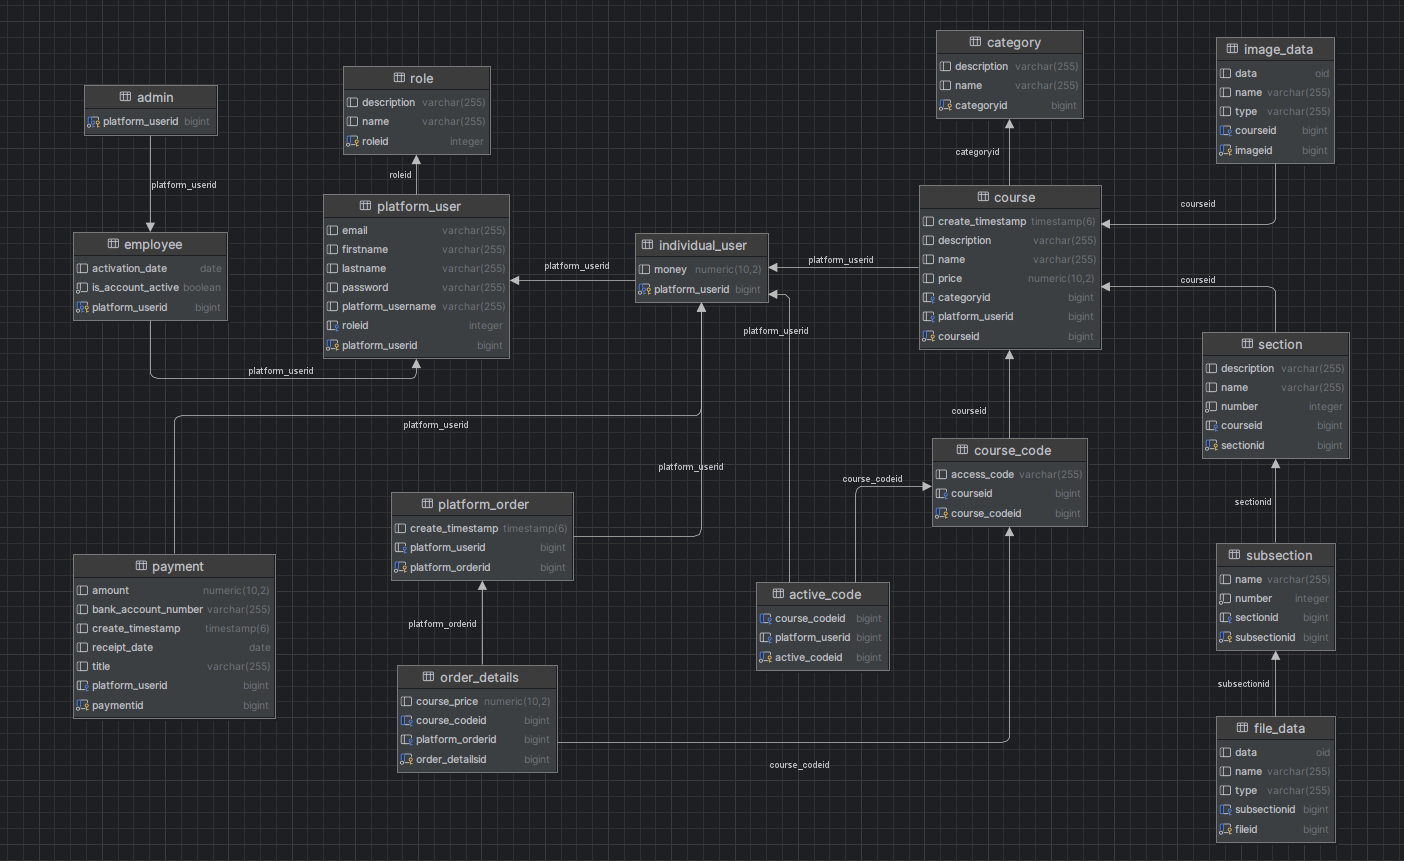 admin
platform_userid bigint
platform_userid
employee
activation_date date
is_account_active boolean
platform_userid bigint
platform_userid
role
description varchar(255)
name varchar(255)
roleid integer
roleid
platform_user
email varchar(255)
firstname varchar(255)
lastname varchar(255)
password varchar(255)
platform_username varchar(255)
roleid integer
platform_userid bigint
platform_userid
individual_user
money numeric(10,2)
platform_userid bigint
platform_userid
platform_userid
category
description varchar(255)
name varchar(255)
categoryid bigint
categoryid
course
create_timestamp timestamp(6)
description varchar(255)
name varchar(255)
price numeric(10,2)
categoryid bigint
platform_userid bigint
courseid bigint
image_data
data oid
name varchar(255)
type varchar(255)
courseid bigint
imageid bigint
courseid
courseid
section
description varchar(255)
name varchar(255)
number integer
courseid bigint
sectionid bigint
sectionid
courseid
course_code
access_code varchar(255)
courseid bigint
course_codeid bigint
course_codeid
platform_userid
platform_userid
platform_order
create_timestamp timestamp(6)
platform_userid bigint
platform_orderid bigint
platform_orderid
payment
amount numeric(10,2)
bank_account_number varchar(255)
create_timestamp timestamp(6)
receipt_date date
title varchar(255)
platform_userid bigint
paymentid bigint
order_details
course_price numeric(10,2)
course_codeid bigint
platform_orderid bigint
order_detailsid bigint
course_codeid
active_code
course_codeid bigint
platform_userid bigint
active_codeid bigint
subsection
name varchar(255)
number integer
sectionid bigint
subsectionid bigint
subsectionid
file_data
data oid
name varchar(255)
type varchar(255)
subsectionid bigint
fileid bigint